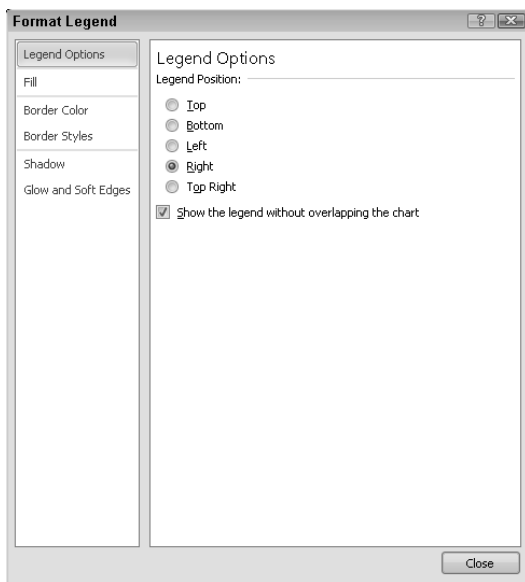 Format Legend
Legend Options
Fill
Border Color
Border Styles
Shadow
Glow and Soft Edges
Legend Options
Legend Position:
Top
Bottom
Left
Right
Top Right
Show the legend without overlapping the chart
Close